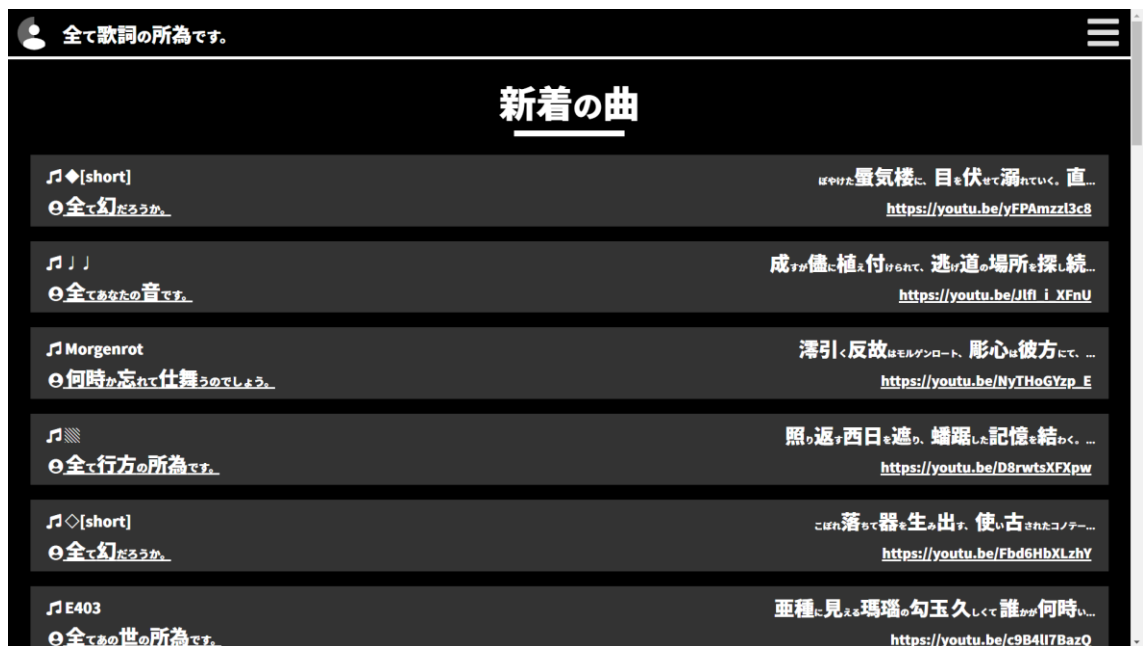 全て歌詞の所為です。
新着の曲
♫◆[short]
ぼやけた蜃気楼に、目を伏せて溺れていく。直...
全て幻だろうか。
https://youtu.be/yFPAmzzl3c8
♫♩♩
成すが儘に植え付けられて、逃げ道の場所を探し続...
全てあなたの音です。
https://youtu.be/JlfI_i_XFnU
♫Morgenrot
澪引く反故はモルゲンロート、彫心は彼方にて、...
何時か忘れて仕舞うのでしょう。
https://youtu.be/NyTHoGYzp_E
♫▧
照り返す西日を遮り、蟠踞した記憶を結わく。...
全て行方の所為です。
https://youtu.be/D8rwtsXFXpw
♫◇[short]
こぼれ落ちて器を生み出す、使い古されたコノテー...
全て幻だろうか。
https://youtu.be/Fbd6HbXLzhY
♫E403
亜種に見える瑪瑙の勾玉久しくて誰かが何時い...
全てあの世の所為です。
https://youtu.be/c9B4lI7BazQ